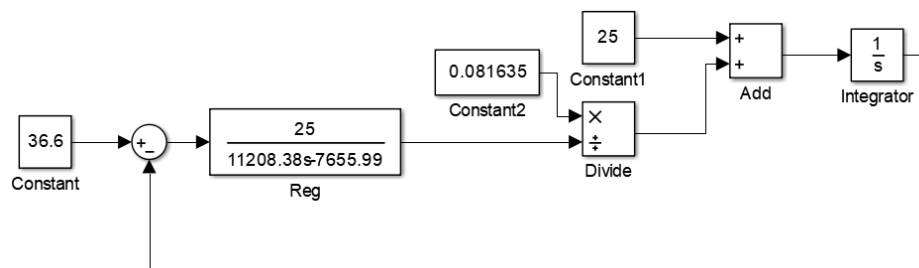 25
+
+
Add
1
s
Integrator
Constant1
0.081635
Constant2
×
÷
Divide
36.6
Constant
+
−
25
11208.38s-7655.99
Reg